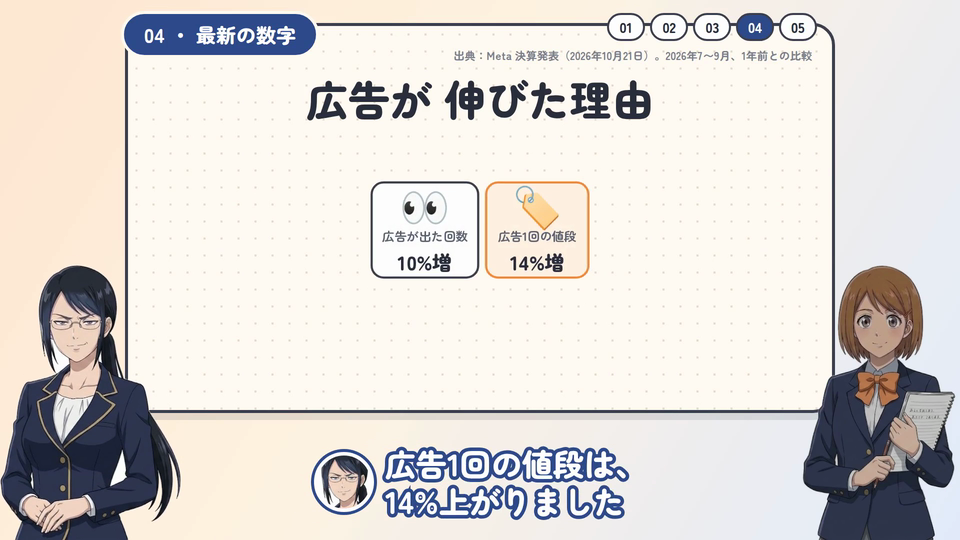 04 ・ 最新の数字
01 02 03 04 05
出典：Meta 決算発表（2026年10月21日）。2026年7〜9月、1年前との比較
広告が 伸びた理由
広告が出た回数
10%増
広告1回の値段
14%増
広告1回の値段は、
14%上がりました